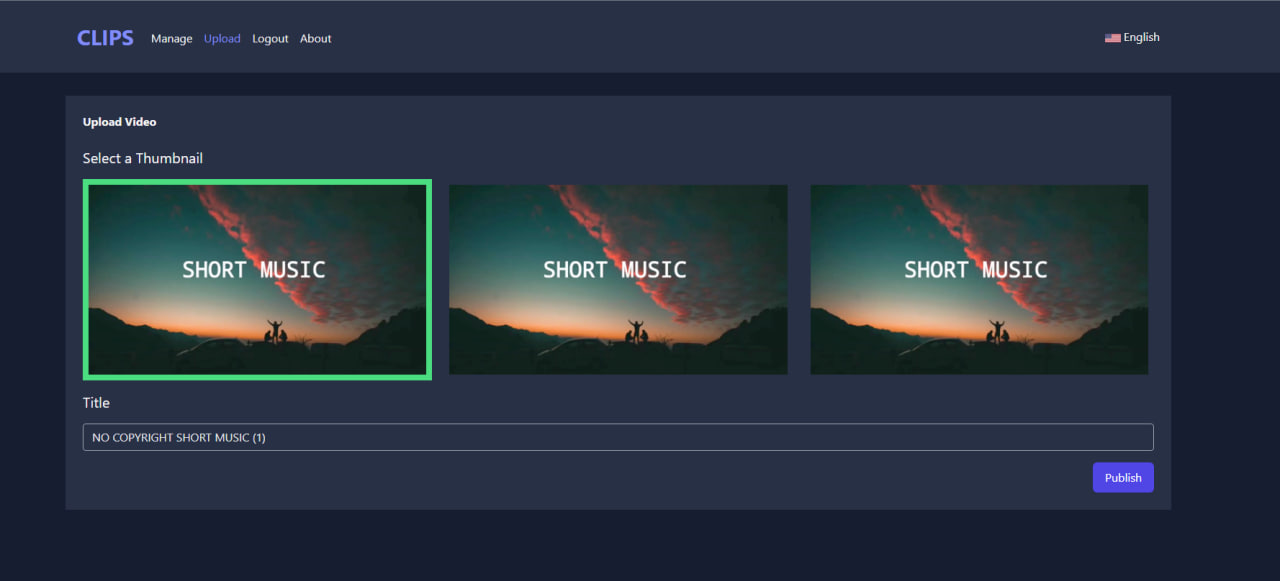 CLIPS Manage Upload Logout About English
Upload Video
Select a Thumbnail
SHORT MUSIC SHORT MUSIC SHORT MUSIC
Title
NO COPYRIGHT SHORT MUSIC (1)
Publish